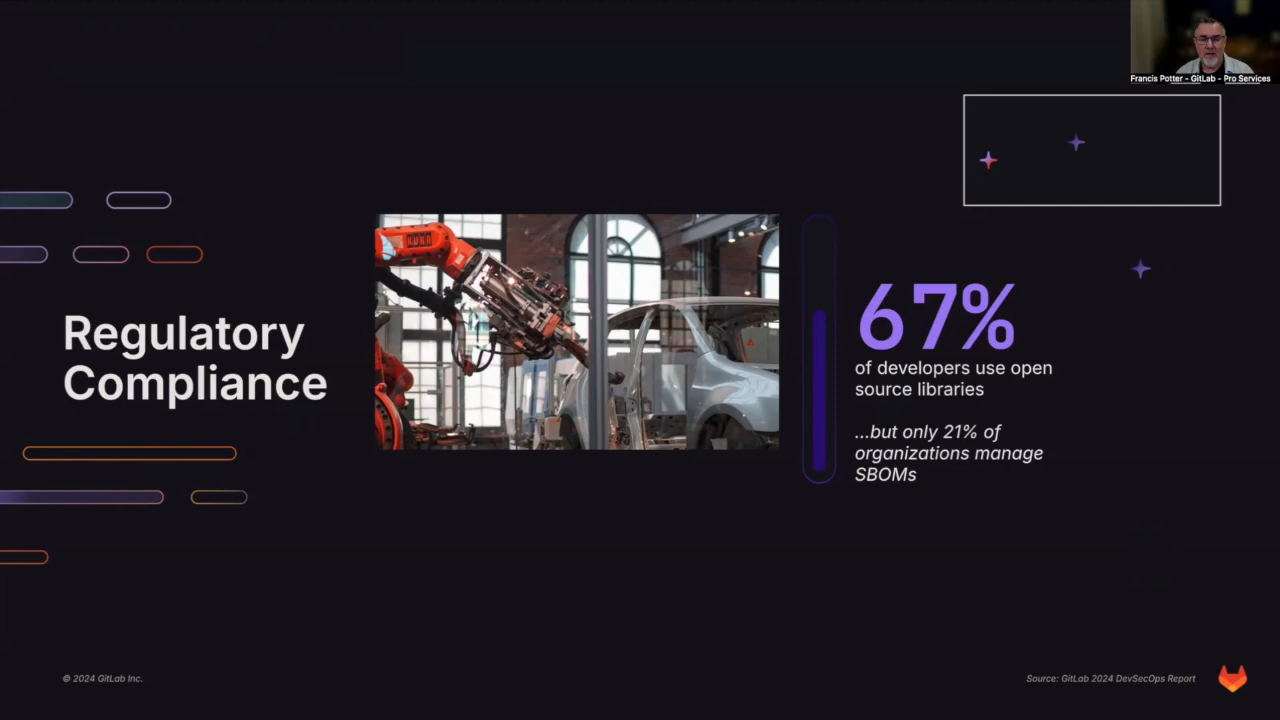 Francis Potter - GitLab - Pro Services
KUKA
Regulatory
Compliance
67%
of developers use open
source libraries
...but only 21% of
organizations manage
SBOMs
© 2024 GitLab Inc.
Source: GitLab 2024 DevSecOps Report